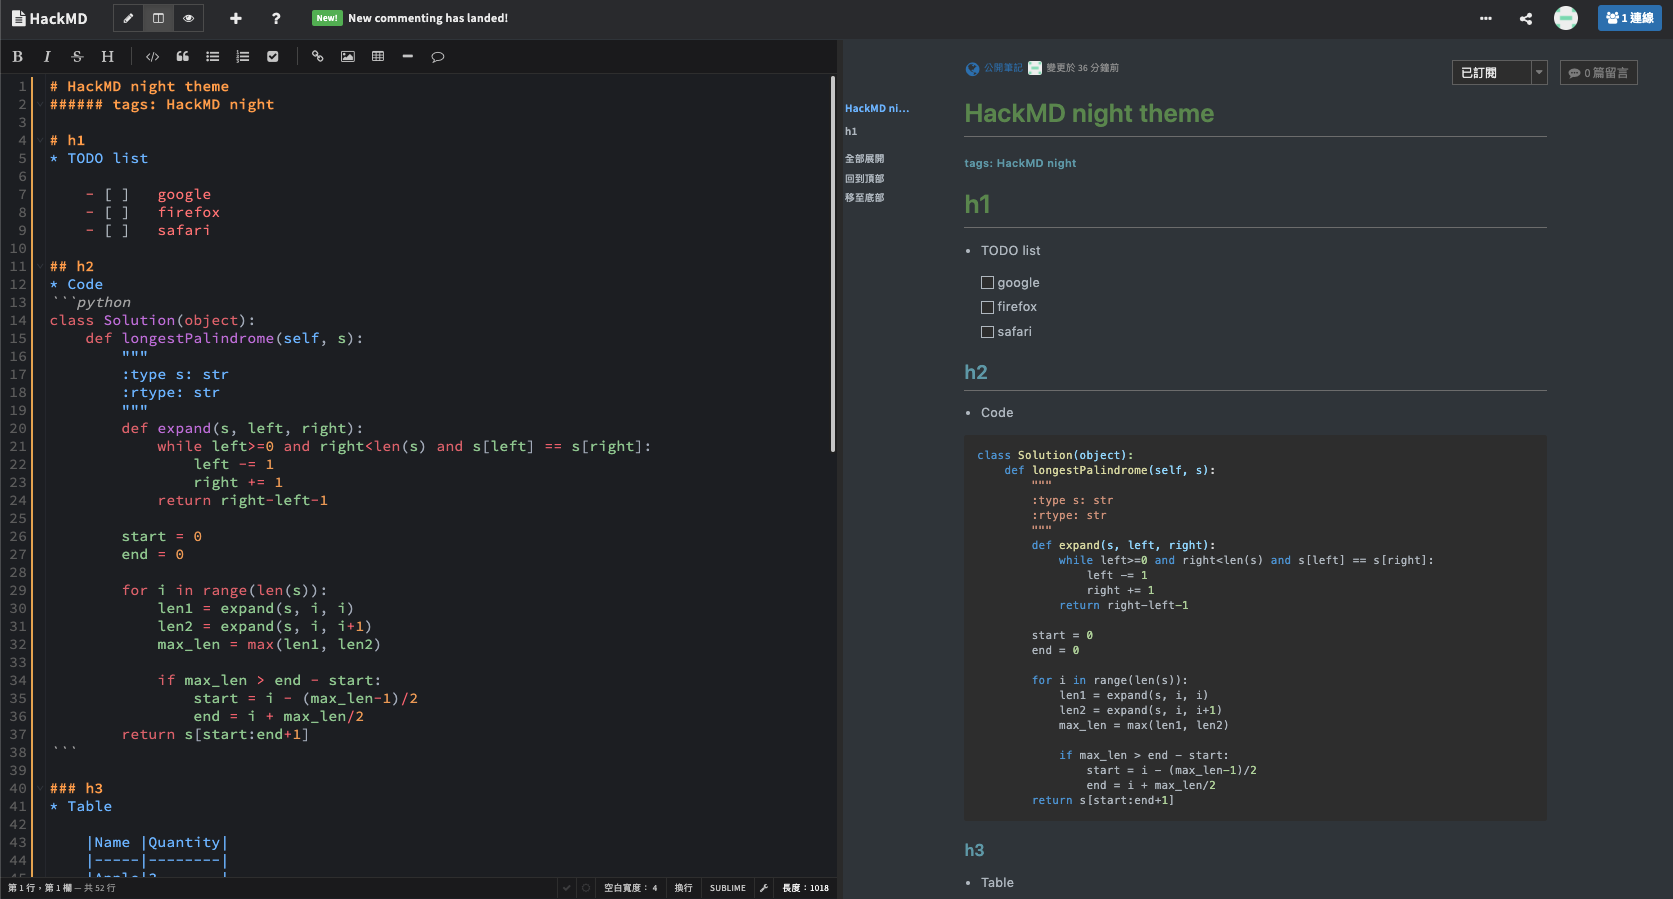 HackMD
New! New commenting has landed!
1 連線
B I S H
1 # HackMD night theme
2 ###### tags: HackMD night
3
4 # h1
5 * TODO list
6
7 - [ ] google
8 - [ ] firefox
9 - [ ] safari
10
11 ## h2
12 * Code
13 ```python
14 class Solution(object):
15 def longestPalindrome(self, s):
16 """
17 :type s: str
18 :rtype: str
19 """
20 def expand(s, left, right):
21 while left>=0 and right<len(s) and s[left] == s[right]:
22 left -= 1
23 right += 1
24 return right-left-1
25
26 start = 0
27 end = 0
28
29 for i in range(len(s)):
30 len1 = expand(s, i, i)
31 len2 = expand(s, i, i+1)
32 max_len = max(len1, len2)
33
34 if max_len > end - start:
35 start = i - (max_len-1)/2
36 end = i + max_len/2
37 return s[start:end+1]
38 ```
39
40 ### h3
41 * Table
42
43 |Name |Quantity|
44 |-----|--------|
第 1 行，第 1 欄 — 共 52 行
空白寬度： 4
換行
SUBLIME
長度：1018
HackMD ni...
h1
全部展開
回到頂部
移至底部
公開筆記 變更於 36 分鐘前
已訂閱
0 篇留言
HackMD night theme
tags: HackMD night
h1
• TODO list
google
firefox
safari
h2
• Code
class Solution(object):
def longestPalindrome(self, s):
"""
:type s: str
:rtype: str
"""
def expand(s, left, right):
while left>=0 and right<len(s) and s[left] == s[right]:
left -= 1
right += 1
return right-left-1
start = 0
end = 0
for i in range(len(s)):
len1 = expand(s, i, i)
len2 = expand(s, i, i+1)
max_len = max(len1, len2)
if max_len > end - start:
start = i - (max_len-1)/2
end = i + max_len/2
return s[start:end+1]
h3
• Table